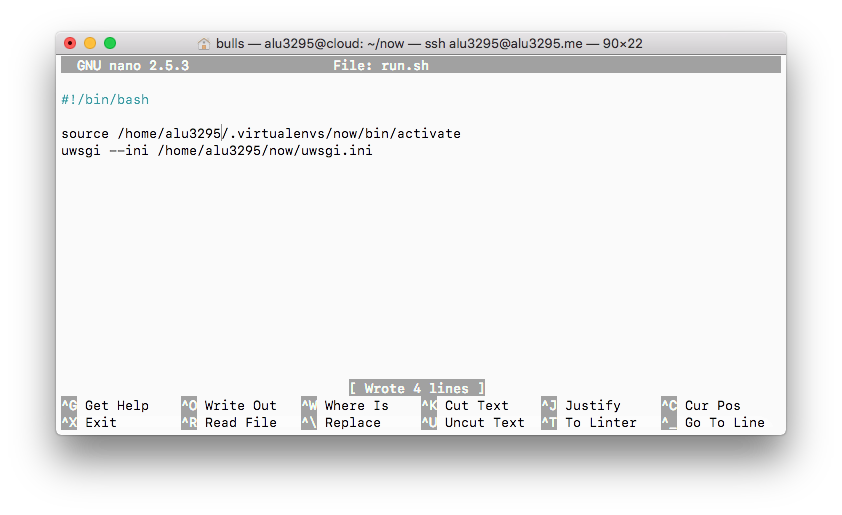 bulls — alu3295@cloud: ~/now — ssh alu3295@alu3295.me — 90×22
GNU nano 2.5.3 File: run.sh
#!/bin/bash
source /home/alu3295/.virtualenvs/now/bin/activate
uwsgi --ini /home/alu3295/now/uwsgi.ini
[ Wrote 4 lines ]
^G Get Help ^O Write Out ^W Where Is ^K Cut Text ^J Justify ^C Cur Pos
^X Exit ^R Read File ^\ Replace ^U Uncut Text ^T To Linter ^_ Go To Line